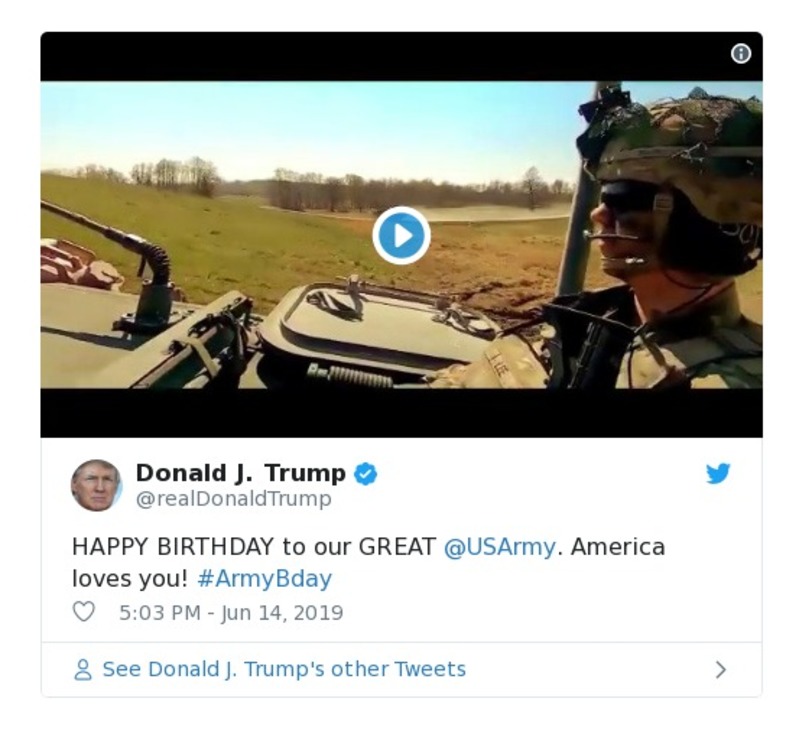 Donald J. Trump
@realDonaldTrump
HAPPY BIRTHDAY to our GREAT @USArmy. America
loves you! #ArmyBday
5:03 PM - Jun 14, 2019
See Donald J. Trump's other Tweets